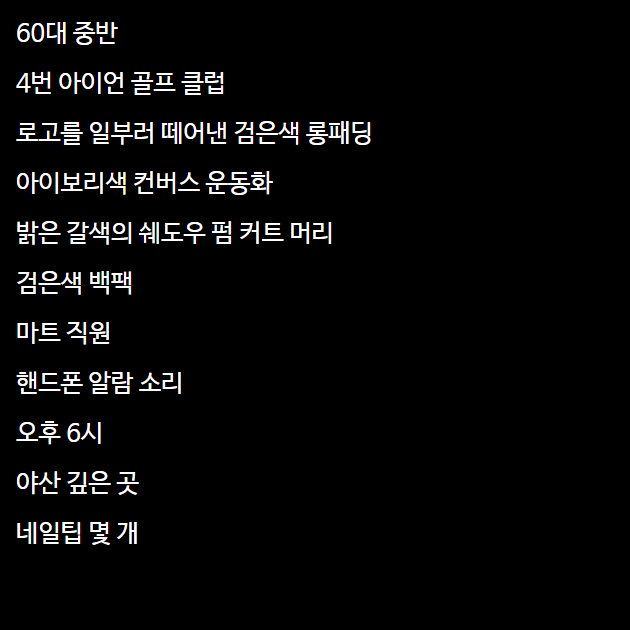 60대 중반
4번 아이언 골프 클럽
로고를 일부러 떼어낸 검은색 롱패딩
아이보리색 컨버스 운동화
밝은 갈색의 쉐도우 펌 커트 머리
검은색 백팩
마트 직원
핸드폰 알람 소리
오후 6시
야산 깊은 곳
네일팁 몇 개